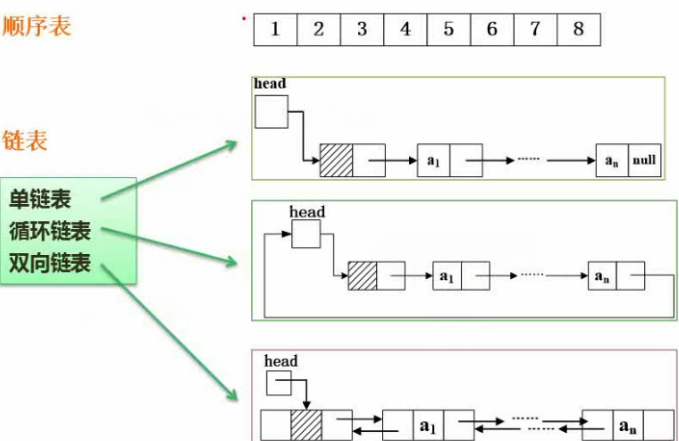 顺序表
1 2 3 4 5 6 7 8
链表
单链表
循环链表
双向链表
head
a1 ...... an null
head
a1 ...... an
head
a1 ...... ...... an